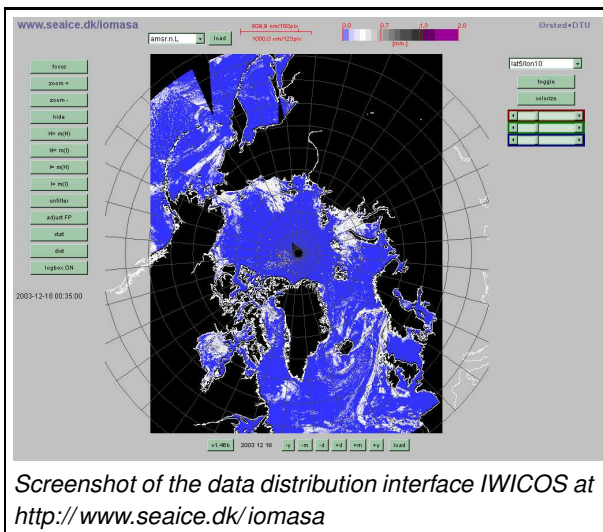 www.seaice.dk/iomasa
amsr.n.L load
809,8 nm/100pix
1000,0 nm/123pix
0.0 0.7 1.3 2.0
[mm.]
Ørsted•DTU
focus
zoom +
zoom -
hide
H= m(H)
H= m(I)
I= m(H)
I= m(I)
unfilter
adjust FP
stat
dist
logbox ON
2003-12-18 00:35:00
lat5/lon10
toggle
colorize
v1.46b 2003 12 18 -y -m -d +d +m +y load
Screenshot of the data distribution interface IWICOS at
http://www.seaice.dk/iomasa